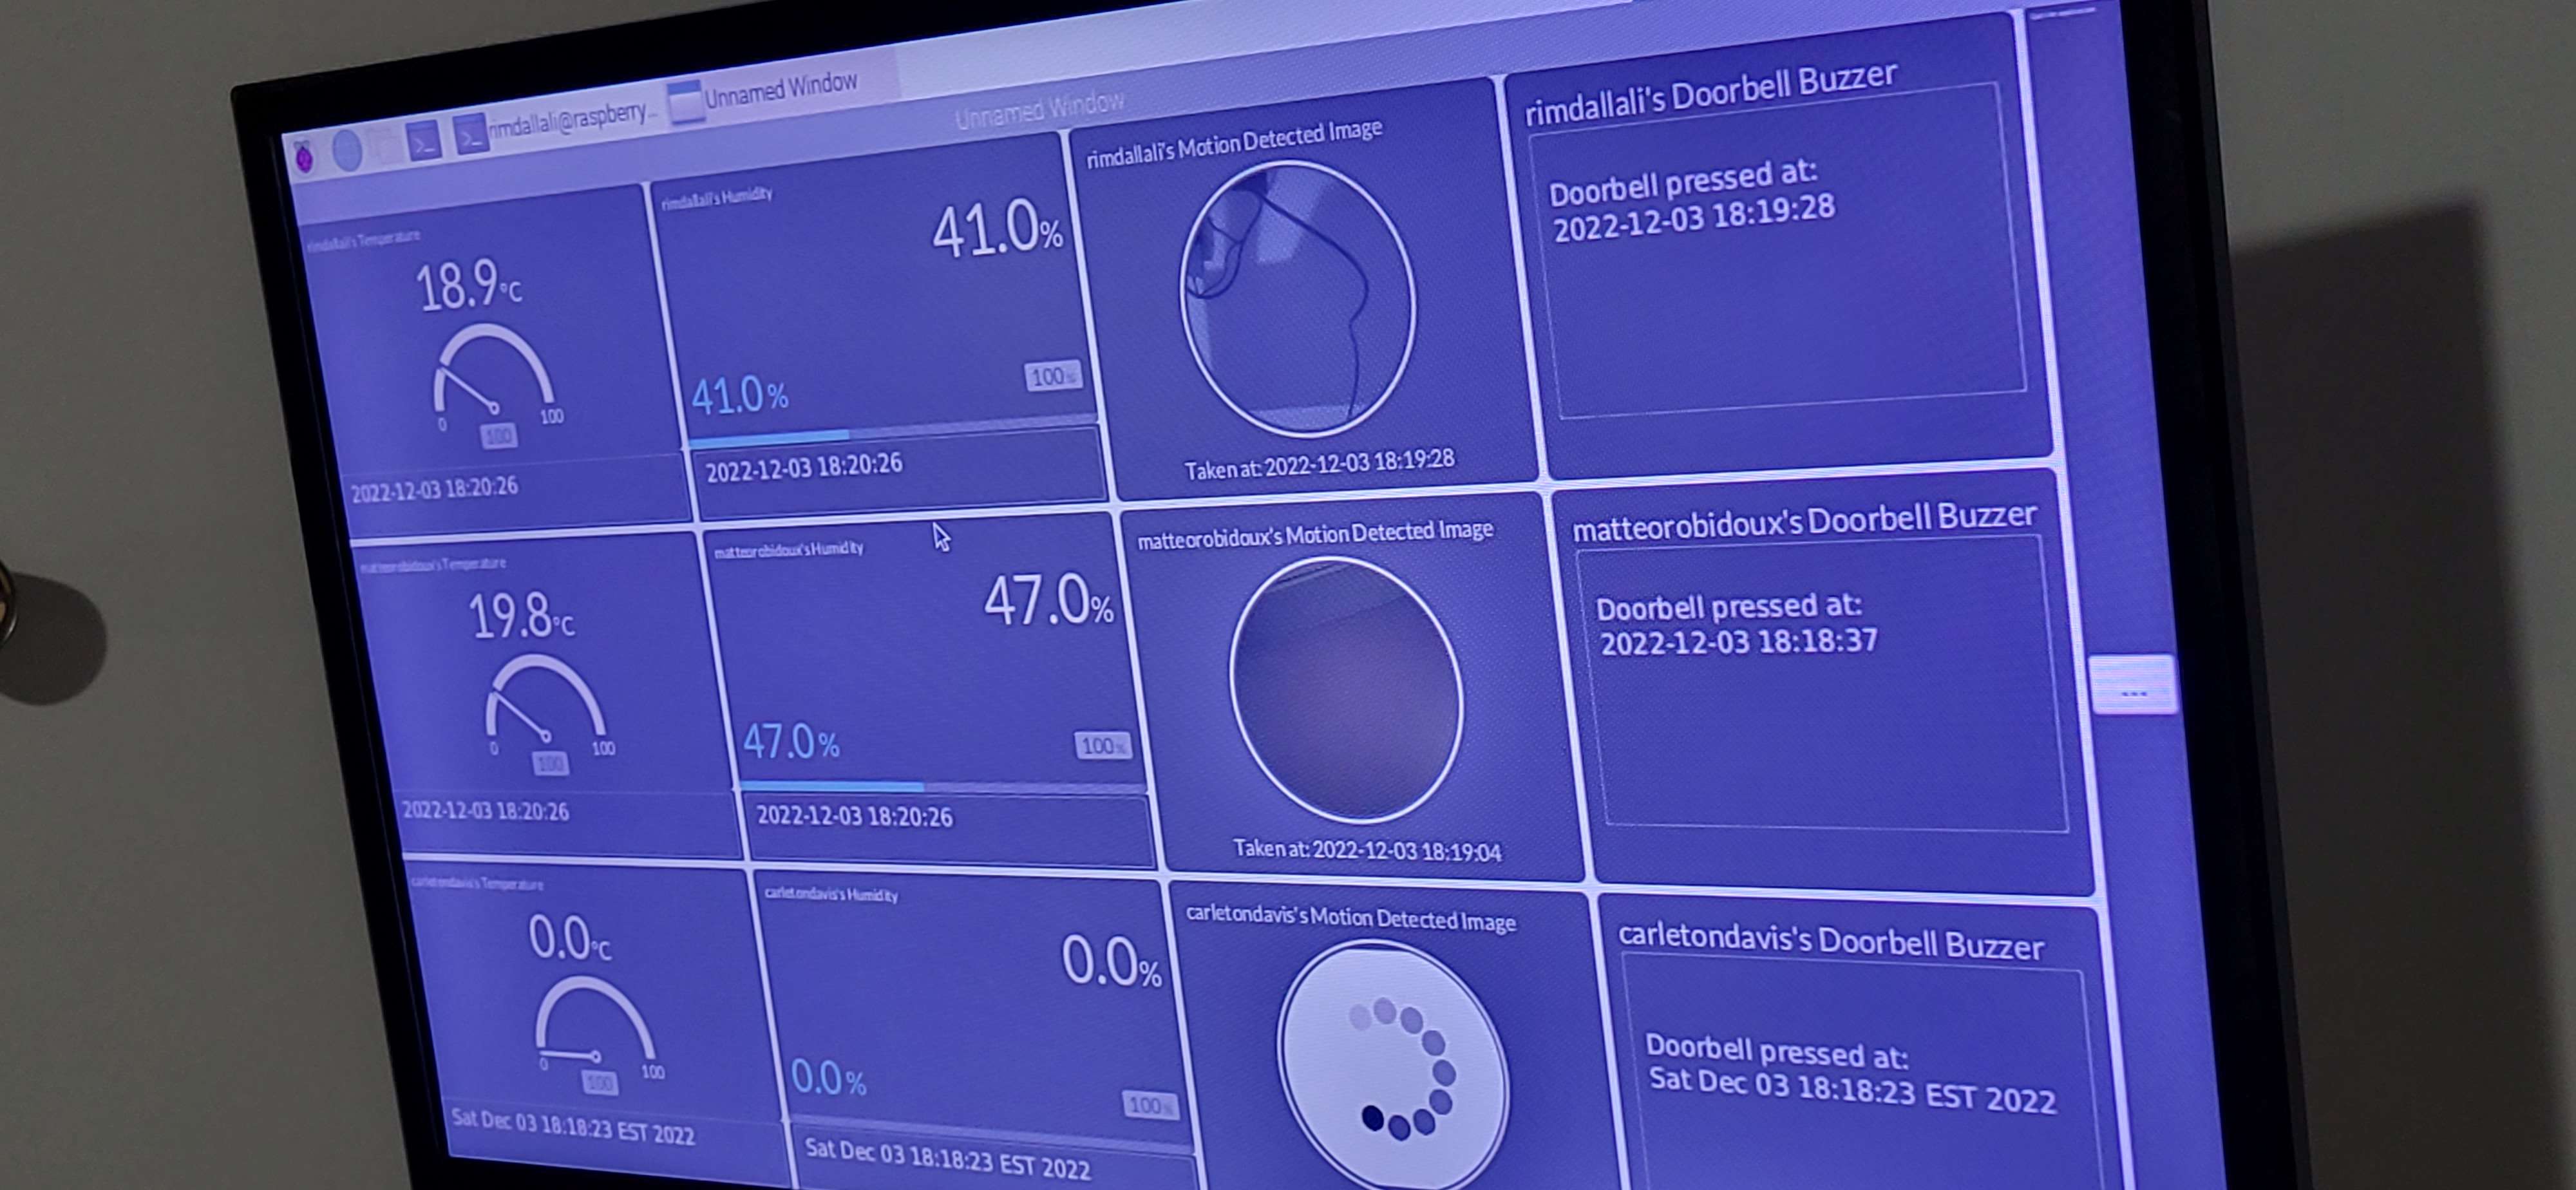 rimdallali@raspberry...
Unnamed Window
Unnamed Window
rimdallali's Temperature
18.9°C
0
100
100
2022-12-03 18:20:26
rimdallali's Humidity
41.0%
41.0%
100%
2022-12-03 18:20:26
rimdallali's Motion Detected Image
Taken at: 2022-12-03 18:19:28
rimdallali's Doorbell Buzzer
Doorbell pressed at:
2022-12-03 18:19:28
matteorobidoux's Temperature
19.8°C
0
100
100
2022-12-03 18:20:26
matteorobidoux's Humidity
47.0%
47.0%
100%
2022-12-03 18:20:26
matteorobidoux's Motion Detected Image
Taken at: 2022-12-03 18:19:04
matteorobidoux's Doorbell Buzzer
Doorbell pressed at:
2022-12-03 18:18:37
...
carletondavis's Temperature
0.0°C
0
100
100
Sat Dec 03 18:18:23 EST 2022
carletondavis's Humidity
0.0%
0.0%
100%
Sat Dec 03 18:18:23 EST 2022
carletondavis's Motion Detected Image
carletondavis's Doorbell Buzzer
Doorbell pressed at:
Sat Dec 03 18:18:23 EST 2022